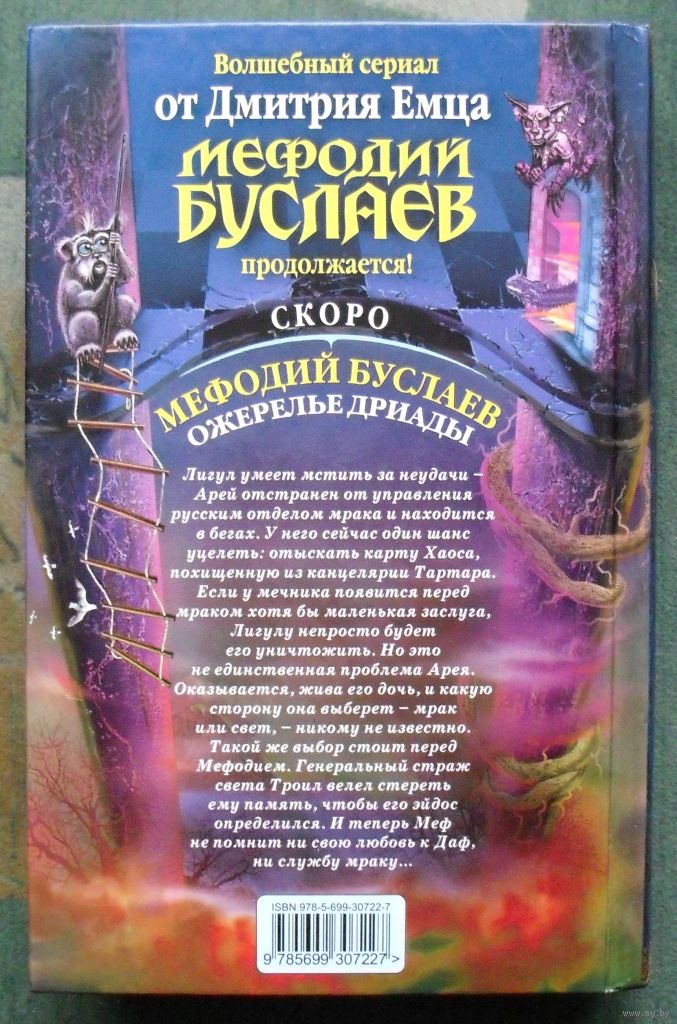 Волшебный сериал
от Дмитрия Емца
МЕФОДИЙ
БУСЛАЕВ
продолжается!
СКОРО
МЕФОДИЙ БУСЛАЕВ
ОЖЕРЕЛЬЕ ДРИАДЫ
Лигул умеет мстить за неудачи –
Арей отстранен от управления
русским отделом мрака и находится
в бегах. У него сейчас один шанс
уцелеть: отыскать карту Хаоса,
похищенную из канцелярии Тартара.
Если у мечника появится перед
мраком хотя бы маленькая заслуга,
Лигулу непросто будет
его уничтожить. Но это
не единственная проблема Арея.
Оказывается, жива его дочь, и какую
сторону она выберет – мрак
или свет, – никому не известно.
Такой же выбор стоит перед
Мефодием. Генеральный страж
света Троил велел стереть
ему память, чтобы его эйдос
определился. И теперь Меф
не помнит ни свою любовь к Даф,
ни службу мраку...
ISBN 978-5-699-30722-7
9 785699 307227 >
www.ay.by